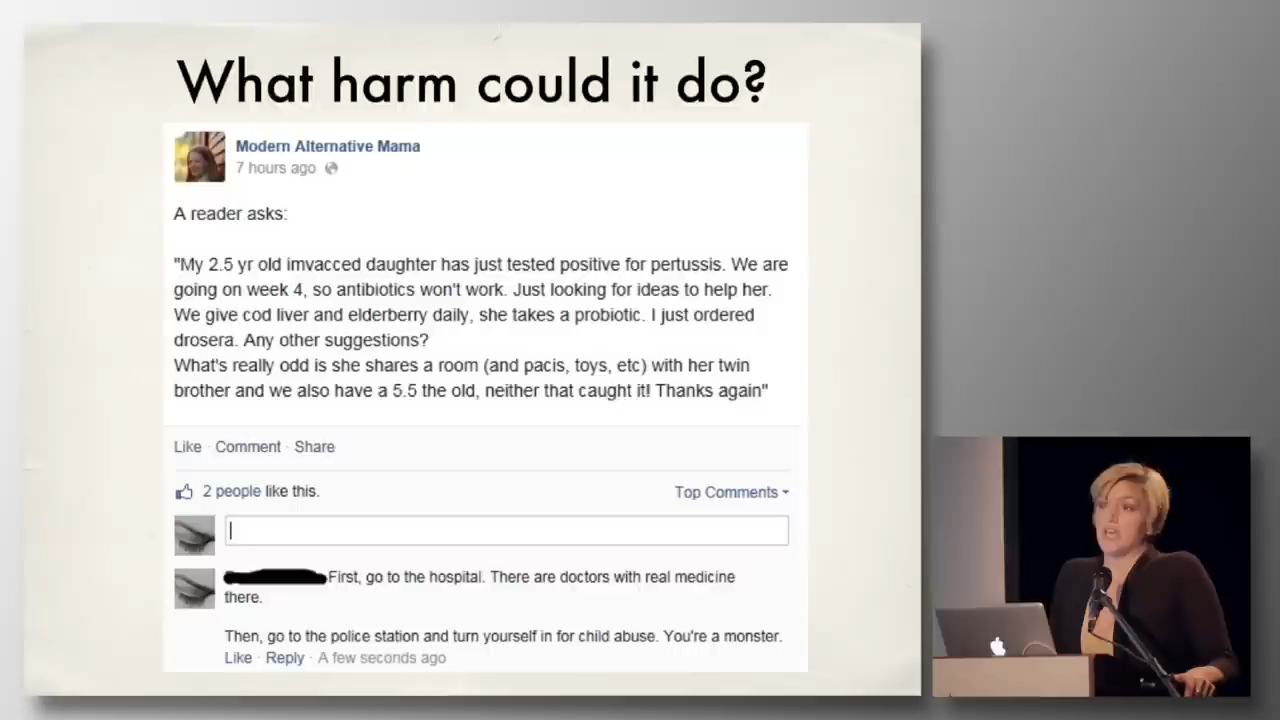 What harm could it do?
Modern Alternative Mama
7 hours ago
A reader asks:
"My 2.5 yr old imvacced daughter has just tested positive for pertussis. We are
going on week 4, so antibiotics won't work. Just looking for ideas to help her.
We give cod liver and elderberry daily, she takes a probiotic. I just ordered
drosera. Any other suggestions?
What's really odd is she shares a room (and pacis, toys, etc) with her twin
brother and we also have a 5.5 the old, neither that caught it! Thanks again"
Like · Comment · Share
2 people like this.
Top Comments
First, go to the hospital. There are doctors with real medicine
there.
Then, go to the police station and turn yourself in for child abuse. You're a monster.
Like · Reply · A few seconds ago